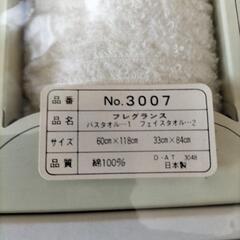 品番 No.3007
品名 フレグランス
バスタオル…1 フェイスタオル…2
サイズ 60cm×118cm 33cm×84cm
品質 綿100% D-AT 3048
日本製